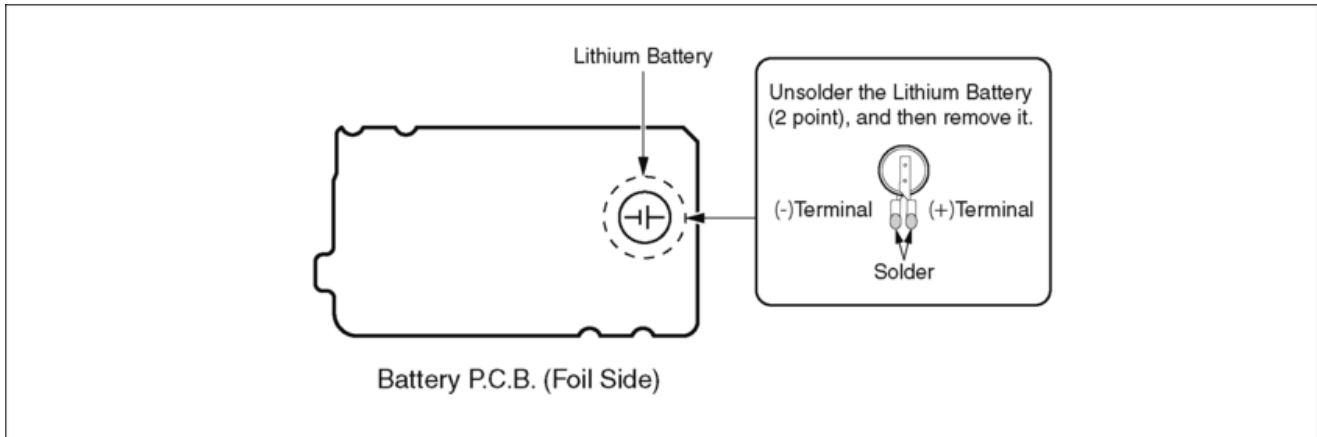 Lithium Battery
Unsolder the Lithium Battery
(2 point), and then remove it.
(-)Terminal
(+)Terminal
Solder
Battery P.C.B. (Foil Side)